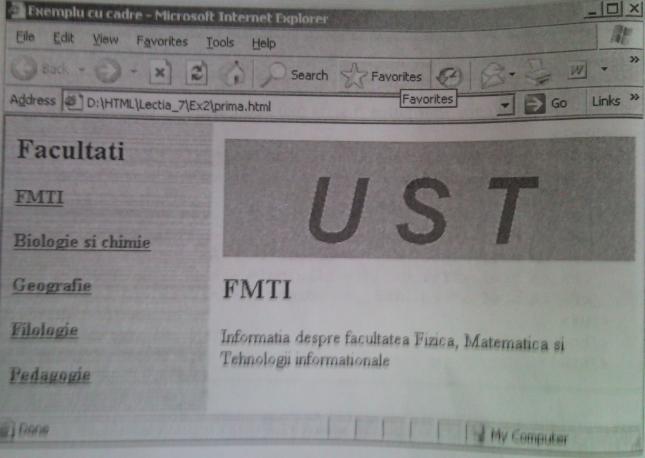 Exemplu cu cadre - Microsoft Internet Explorer
File Edit View Favorites Tools Help
Back Search Favorites
Address D:\HTML\Lectia_7\Ex2\prima.html Go Links »
Favorites
Facultati
FMTI
Biologie si chimie
Geografie
Filologie
Pedagogie
UST
FMTI
Informatia despre facultatea Fizica, Matematica si
Tehnologii informationale
Done My Computer